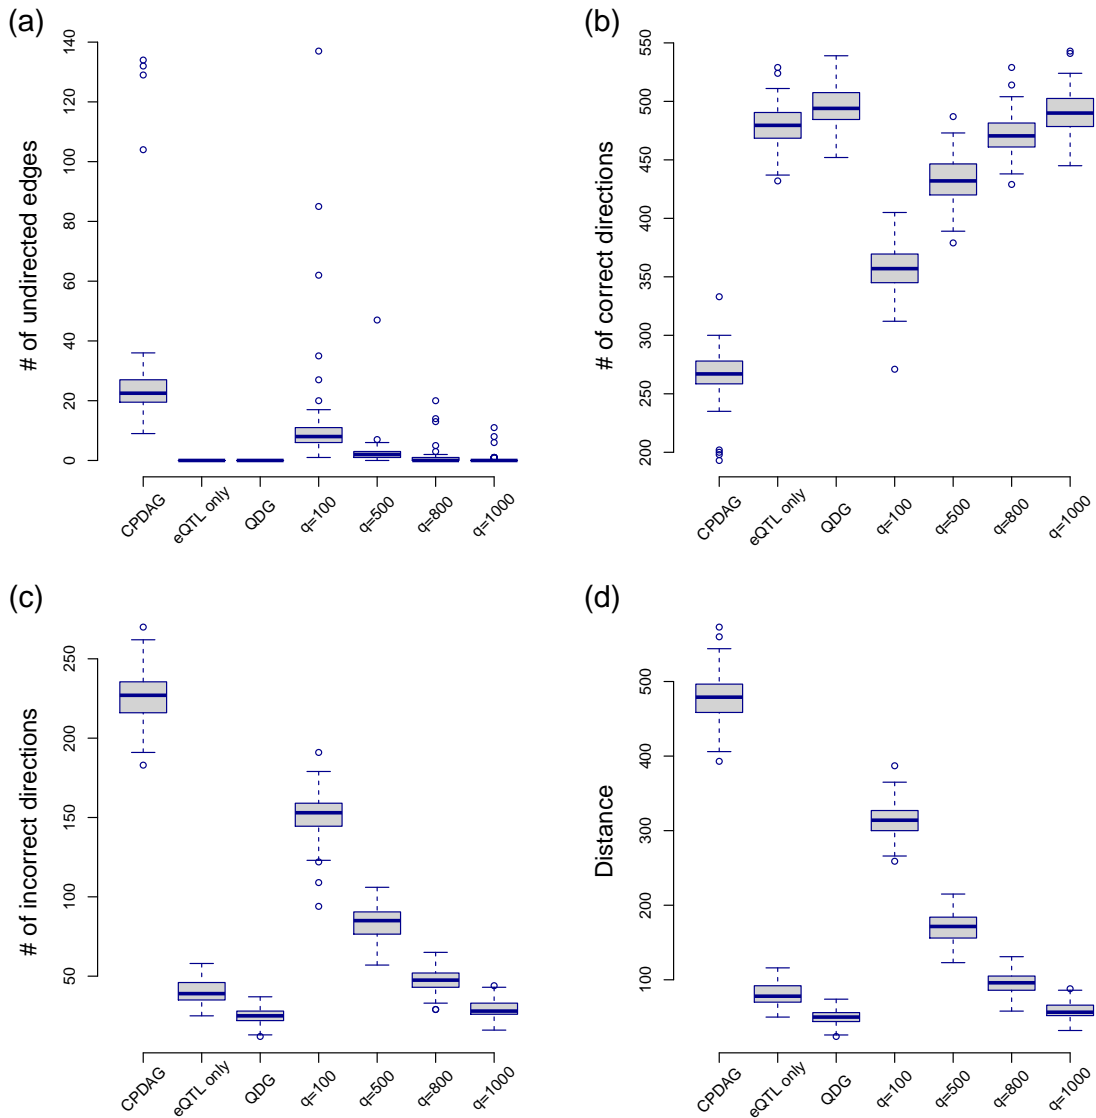 (a)
# of undirected edges
0
20
40
60
80
100
120
140
CPDAG
eQTL only
QDG
q=100
q=500
q=800
q=1000
(b)
# of correct directions
200
250
300
350
400
450
500
550
CPDAG
eQTL only
QDG
q=100
q=500
q=800
q=1000
(c)
# of incorrect directions
50
100
150
200
250
CPDAG
eQTL only
QDG
q=100
q=500
q=800
q=1000
(d)
Distance
100
200
300
400
500
CPDAG
eQTL only
QDG
q=100
q=500
q=800
q=1000